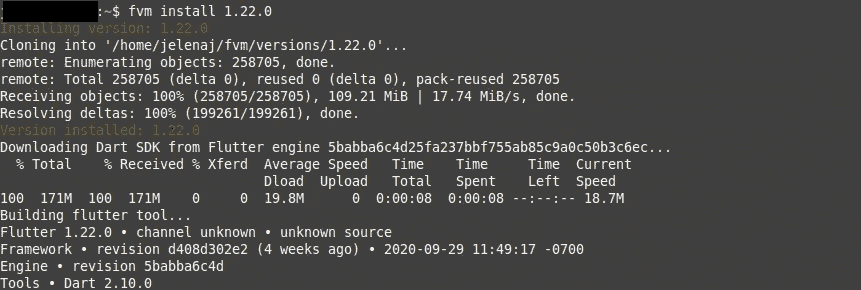 :~$ fvm install 1.22.0
Installing version: 1.22.0
Cloning into '/home/jelenaj/fvm/versions/1.22.0'...
remote: Enumerating objects: 258705, done.
remote: Total 258705 (delta 0), reused 0 (delta 0), pack-reused 258705
Receiving objects: 100% (258705/258705), 109.21 MiB | 17.74 MiB/s, done.
Resolving deltas: 100% (199261/199261), done.
Version installed: 1.22.0
Downloading Dart SDK from Flutter engine 5babba6c4d25fa237bbf755ab85c9a0c50b3c6ec...
  % Total    % Received % Xferd  Average Speed   Time    Time     Time  Current
                                 Dload  Upload   Total   Spent    Left  Speed
100  171M  100  171M    0     0  19.8M      0  0:00:08  0:00:08 --:--:-- 18.7M
Building flutter tool...
Flutter 1.22.0 • channel unknown • unknown source
Framework • revision d408d302e2 (4 weeks ago) • 2020-09-29 11:49:17 -0700
Engine • revision 5babba6c4d
Tools • Dart 2.10.0